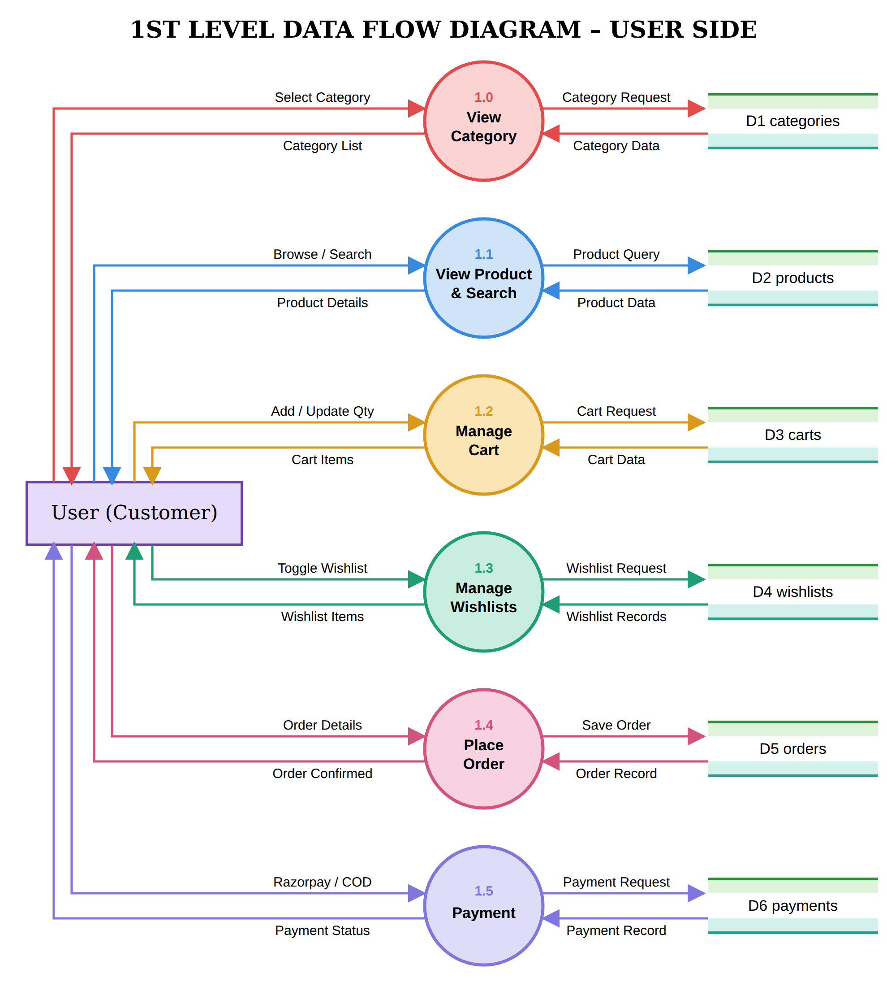 1ST LEVEL DATA FLOW DIAGRAM – USER SIDE
Select Category
1.0
View
Category
Category Request
D1 categories
Category List
Category Data
Browse / Search
1.1
View Product
& Search
Product Query
D2 products
Product Details
Product Data
Add / Update Qty
1.2
Manage
Cart
Cart Request
D3 carts
Cart Items
Cart Data
User (Customer)
Toggle Wishlist
1.3
Manage
Wishlists
Wishlist Request
D4 wishlists
Wishlist Items
Wishlist Records
Order Details
1.4
Place
Order
Save Order
D5 orders
Order Confirmed
Order Record
Razorpay / COD
1.5
Payment
Payment Request
D6 payments
Payment Status
Payment Record